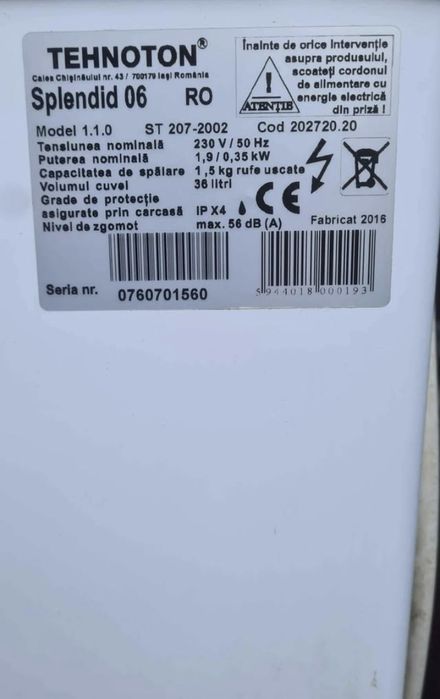 TEHNOTON®
Calea Chişinăului nr. 43 / 700179 Iaşi România
Splendid 06 RO
Înainte de orice intervenţie
asupra produsului,
scoateţi cordonul
de alimentare cu
energie electrică
din priză !
ATENŢIE
Model 1.1.0 ST 207-2002 Cod 202720.20
Tensiunea nominală 230 V / 50 Hz
Puterea nominală 1,9 / 0,35 kW
Capacitatea de spălare 1,5 kg rufe uscate
Volumul cuvei 36 litri
Grade de protecţie
asigurate prin carcasă IP X4
CE
Fabricat 2016
Nivel de zgomot max. 56 dB (A)
Seria nr. 0760701560
5 944018 000193